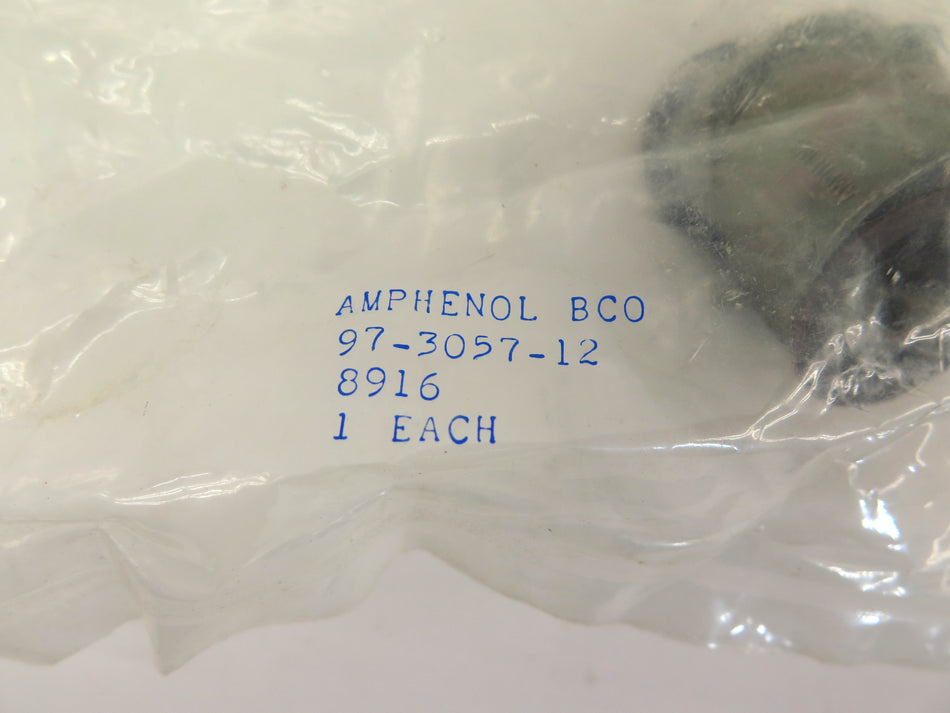 AMPHENOL BCO
97-3057-12
8916
1 EACH